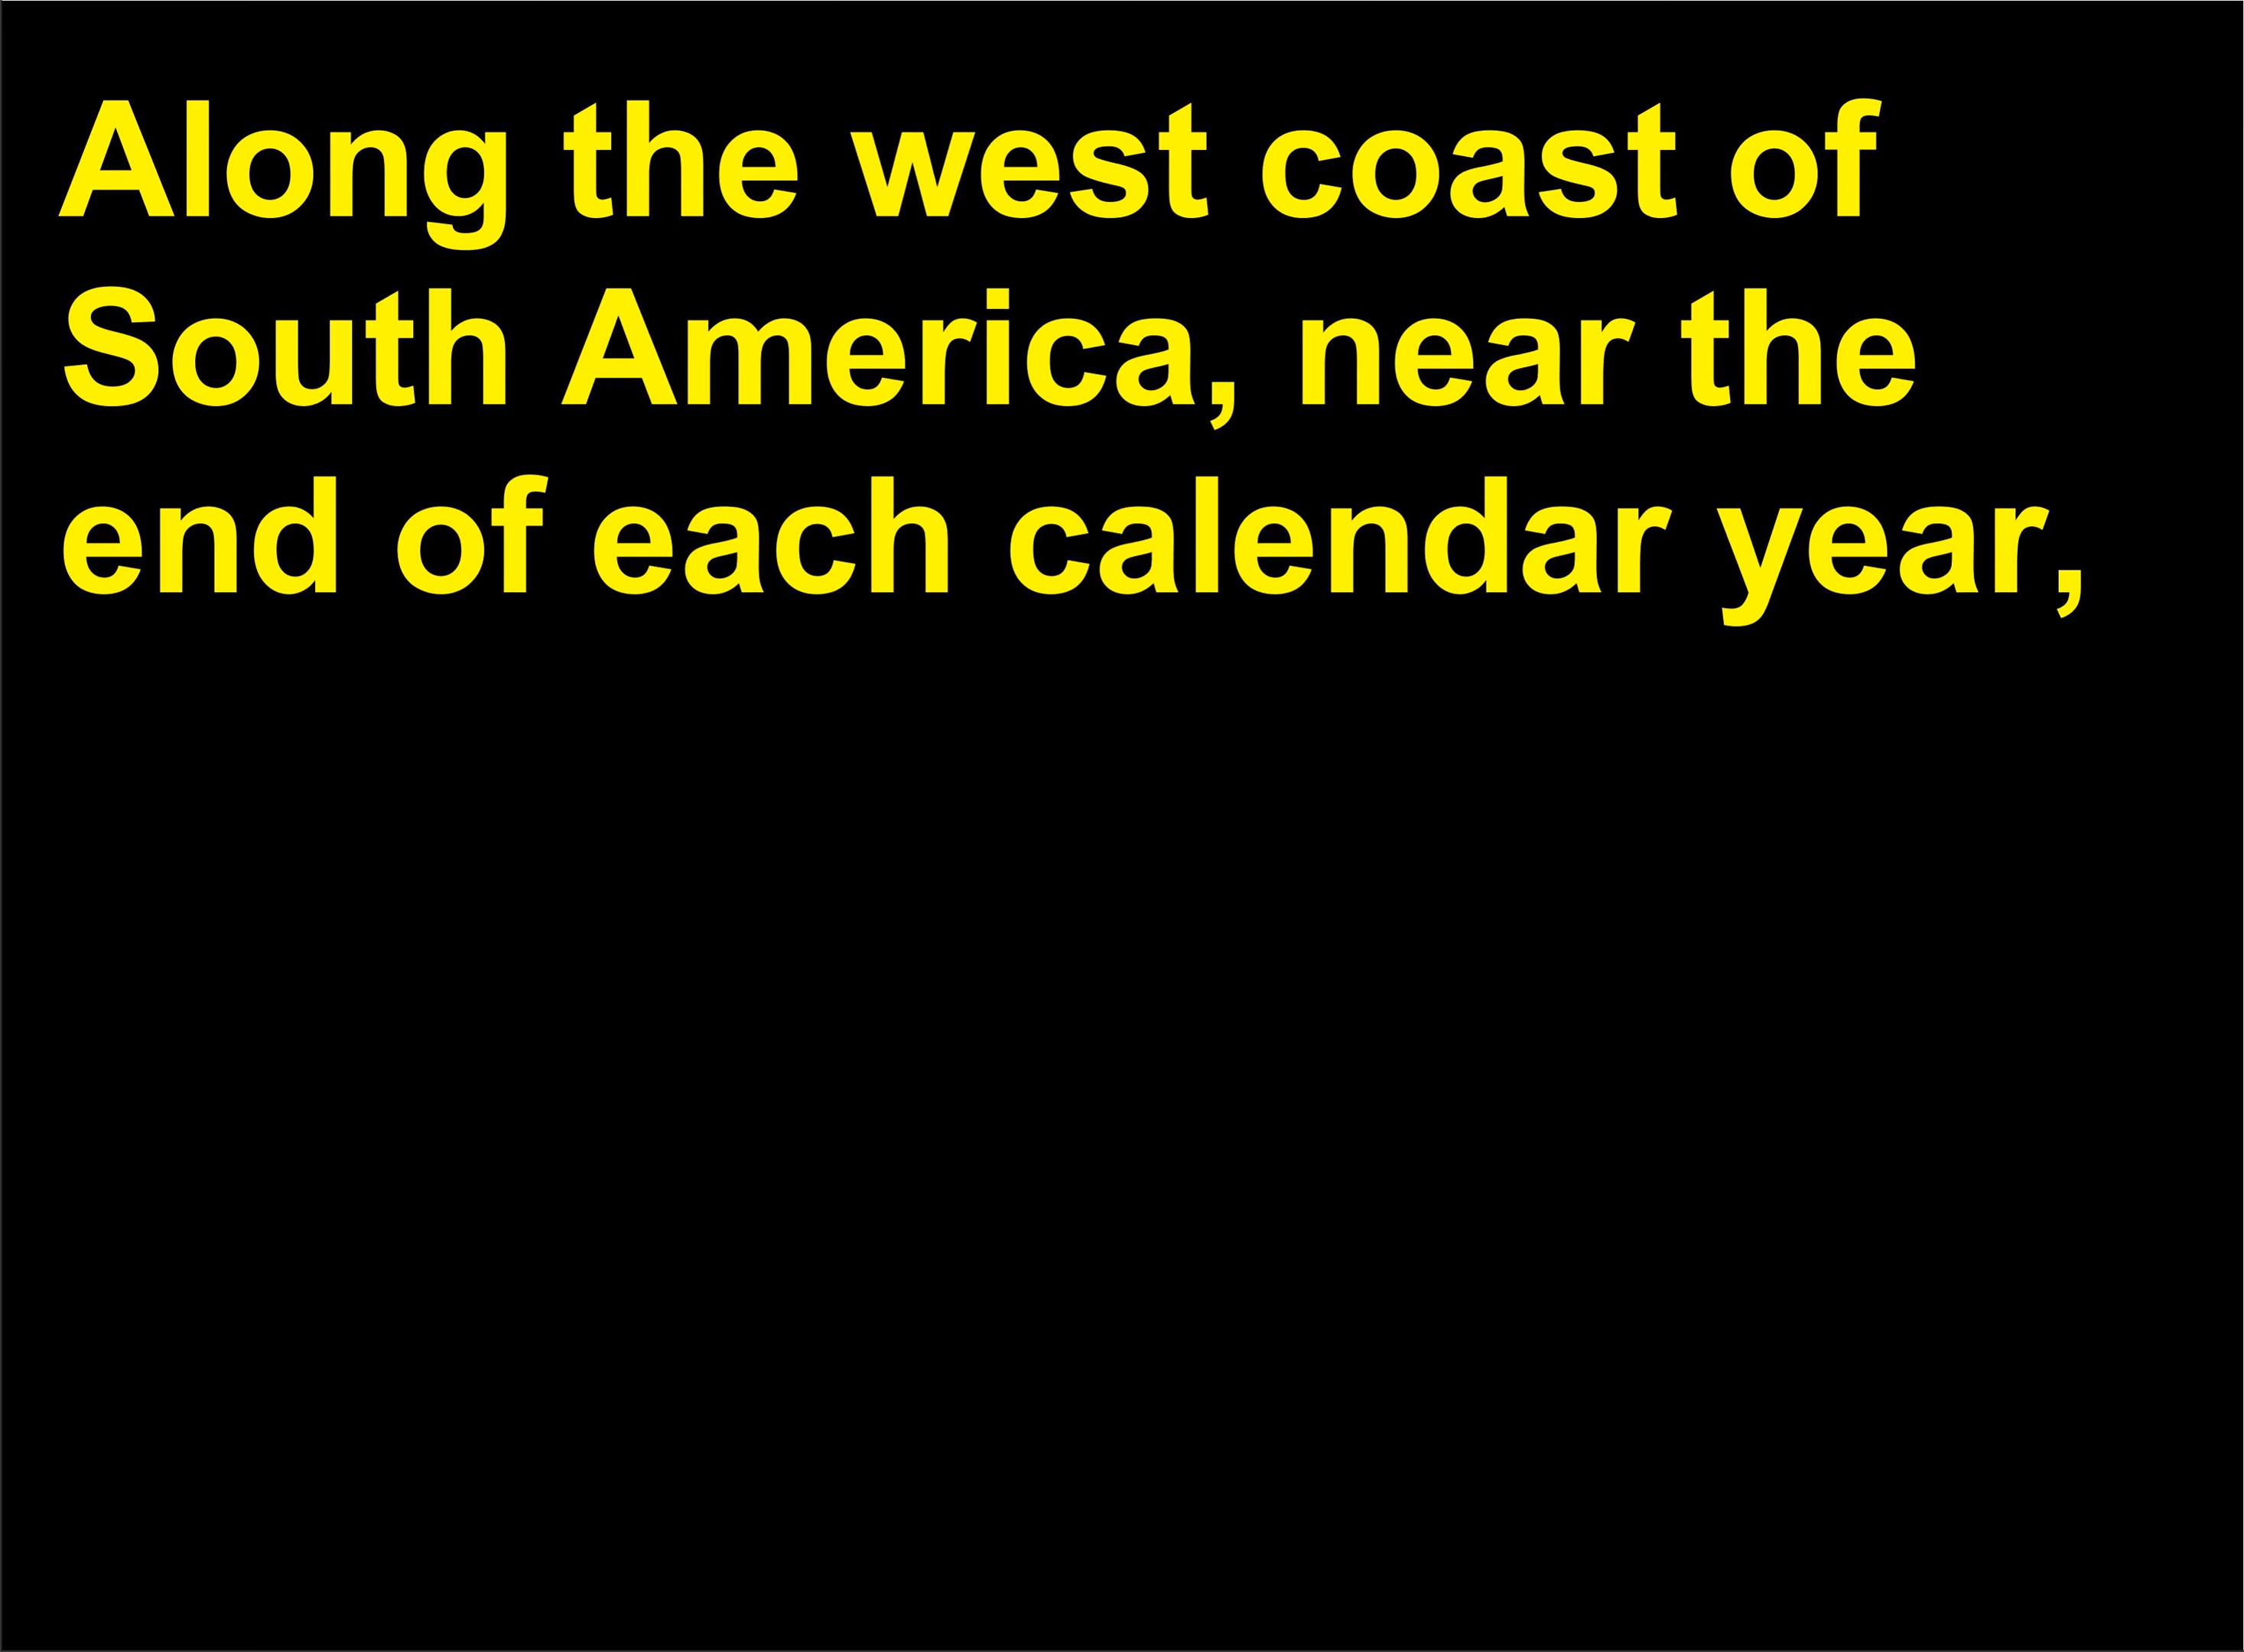 Along the west coast of
South America, near the
end of each calendar year,